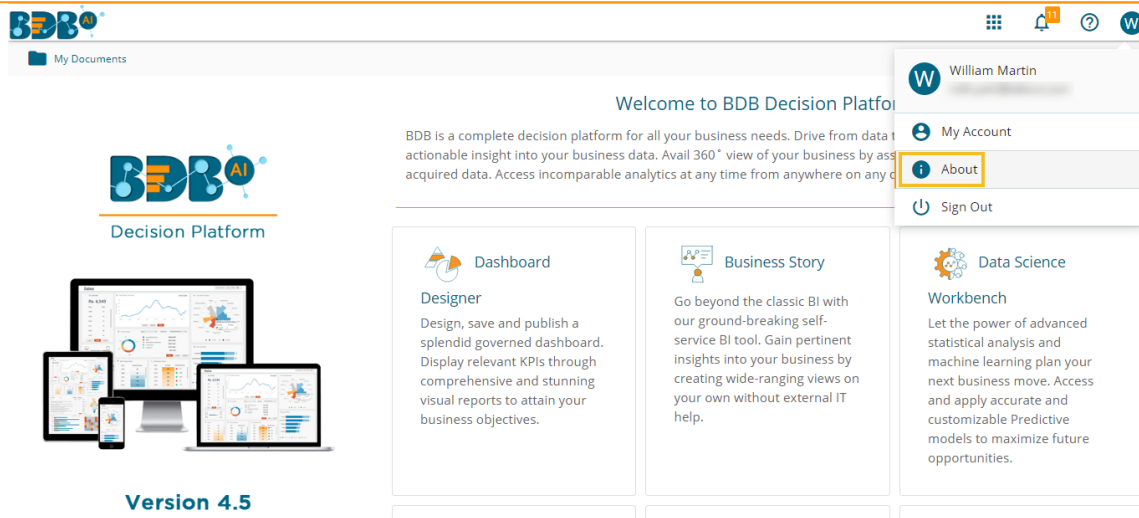 BDB AI
11
W
My Documents
W
William Martin
My Account
About
Sign Out
Welcome to BDB Decision Platfo
BDB is a complete decision platform for all your business needs. Drive from data
actionable insight into your business data. Avail 360° view of your business by ass
acquired data. Access incomparable analytics at any time from anywhere on any
BDB AI
Decision Platform
Version 4.5
Dashboard
Designer
Design, save and publish a
splendid governed dashboard.
Display relevant KPIs through
comprehensive and stunning
visual reports to attain your
business objectives.
Business Story
Go beyond the classic BI with
our ground-breaking self-
service BI tool. Gain pertinent
insights into your business by
creating wide-ranging views on
your own without external IT
help.
Data Science
Workbench
Let the power of advanced
statistical analysis and
machine learning plan your
next business move. Access
and apply accurate and
customizable Predictive
models to maximize future
opportunities.